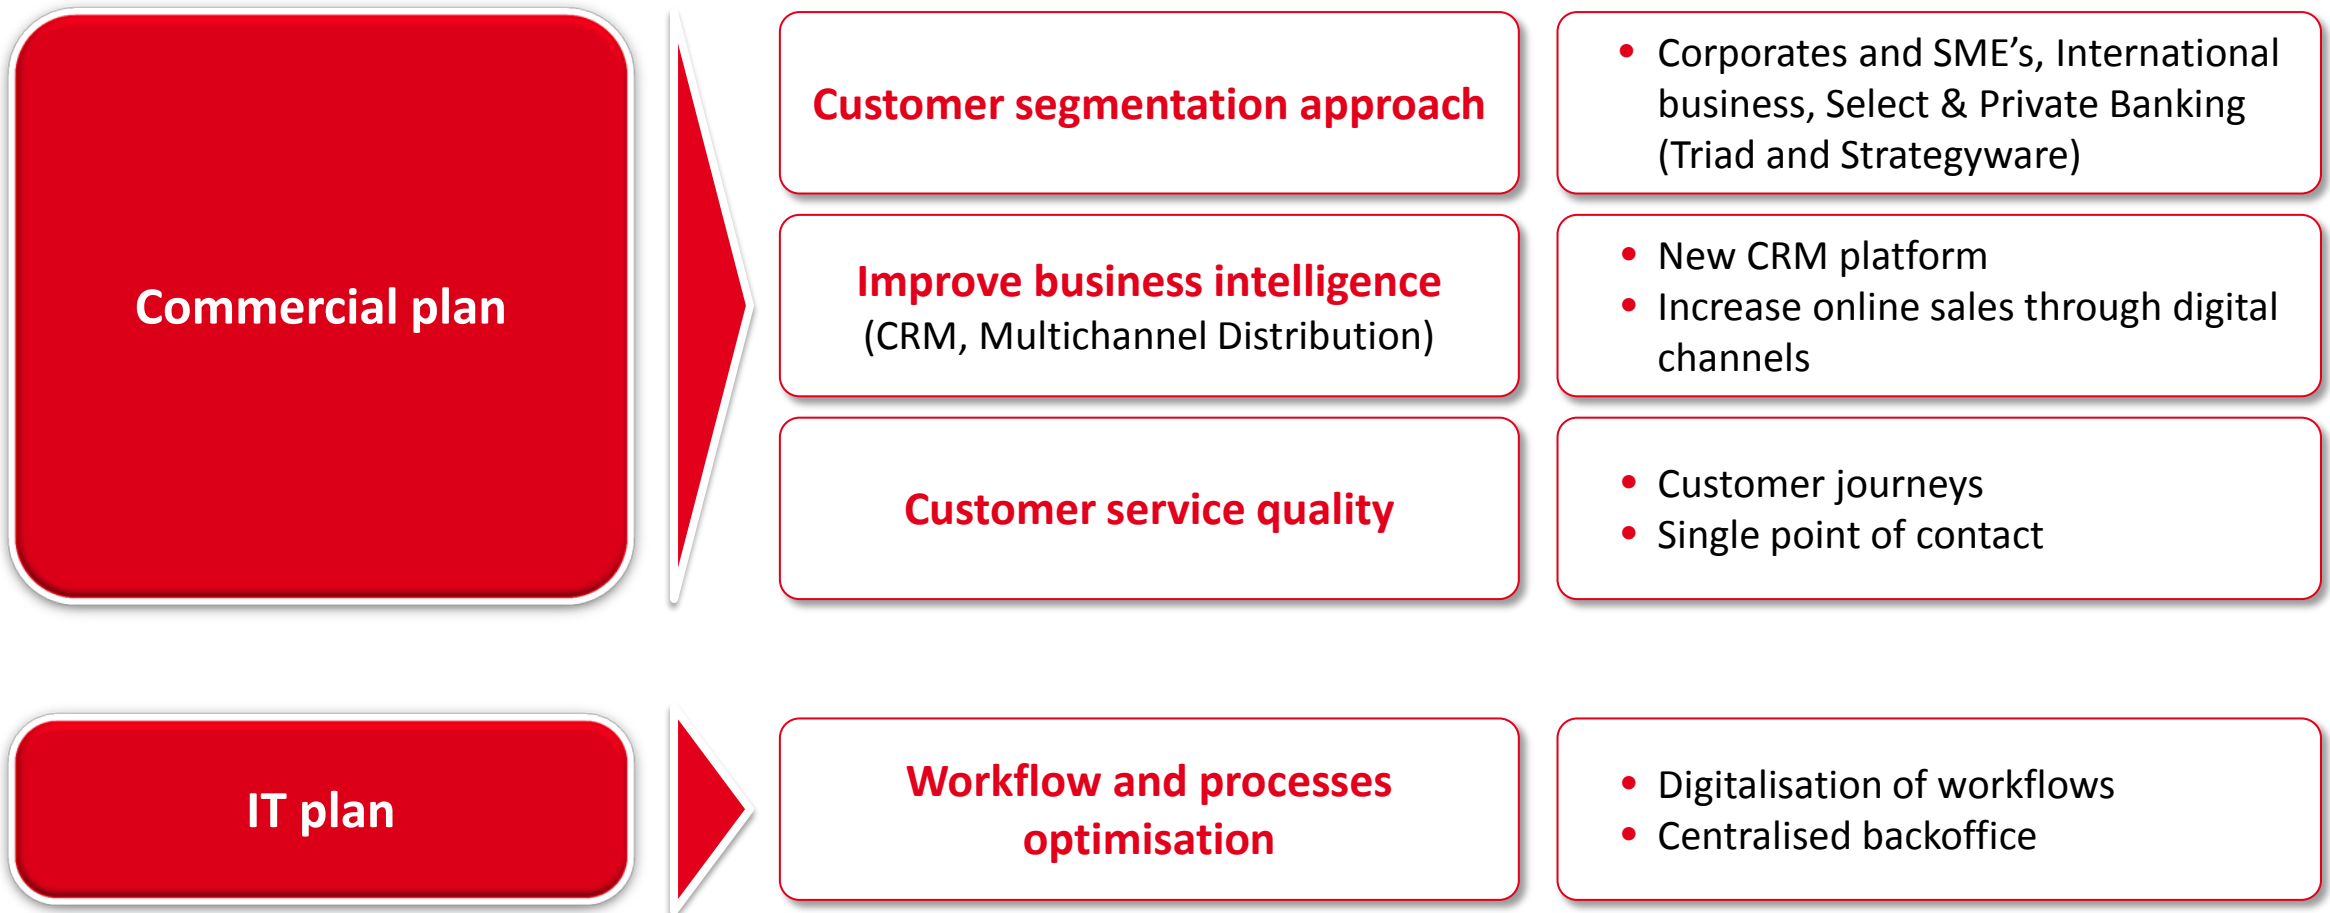 Commercial plan
Customer segmentation approach
• Corporates and SME’s, International
business, Select & Private Banking
(Triad and Strategyware)
Improve business intelligence
(CRM, Multichannel Distribution)
• New CRM platform
• Increase online sales through digital
channels
Customer service quality
• Customer journeys
• Single point of contact
IT plan
Workflow and processes
optimisation
• Digitalisation of workflows
• Centralised backoffice